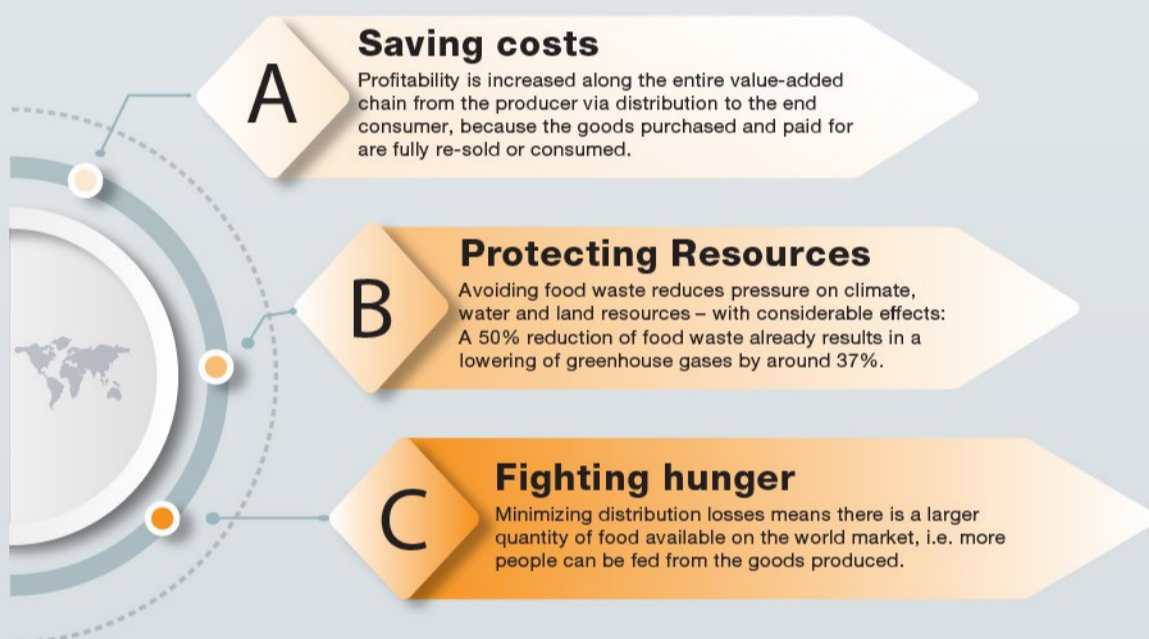 A
Saving costs
Profitability is increased along the entire value-added
chain from the producer via distribution to the end
consumer, because the goods purchased and paid for
are fully re-sold or consumed.
B
Protecting Resources
Avoiding food waste reduces pressure on climate,
water and land resources – with considerable effects:
A 50% reduction of food waste already results in a
lowering of greenhouse gases by around 37%.
C
Fighting hunger
Minimizing distribution losses means there is a larger
quantity of food available on the world market, i.e. more
people can be fed from the goods produced.